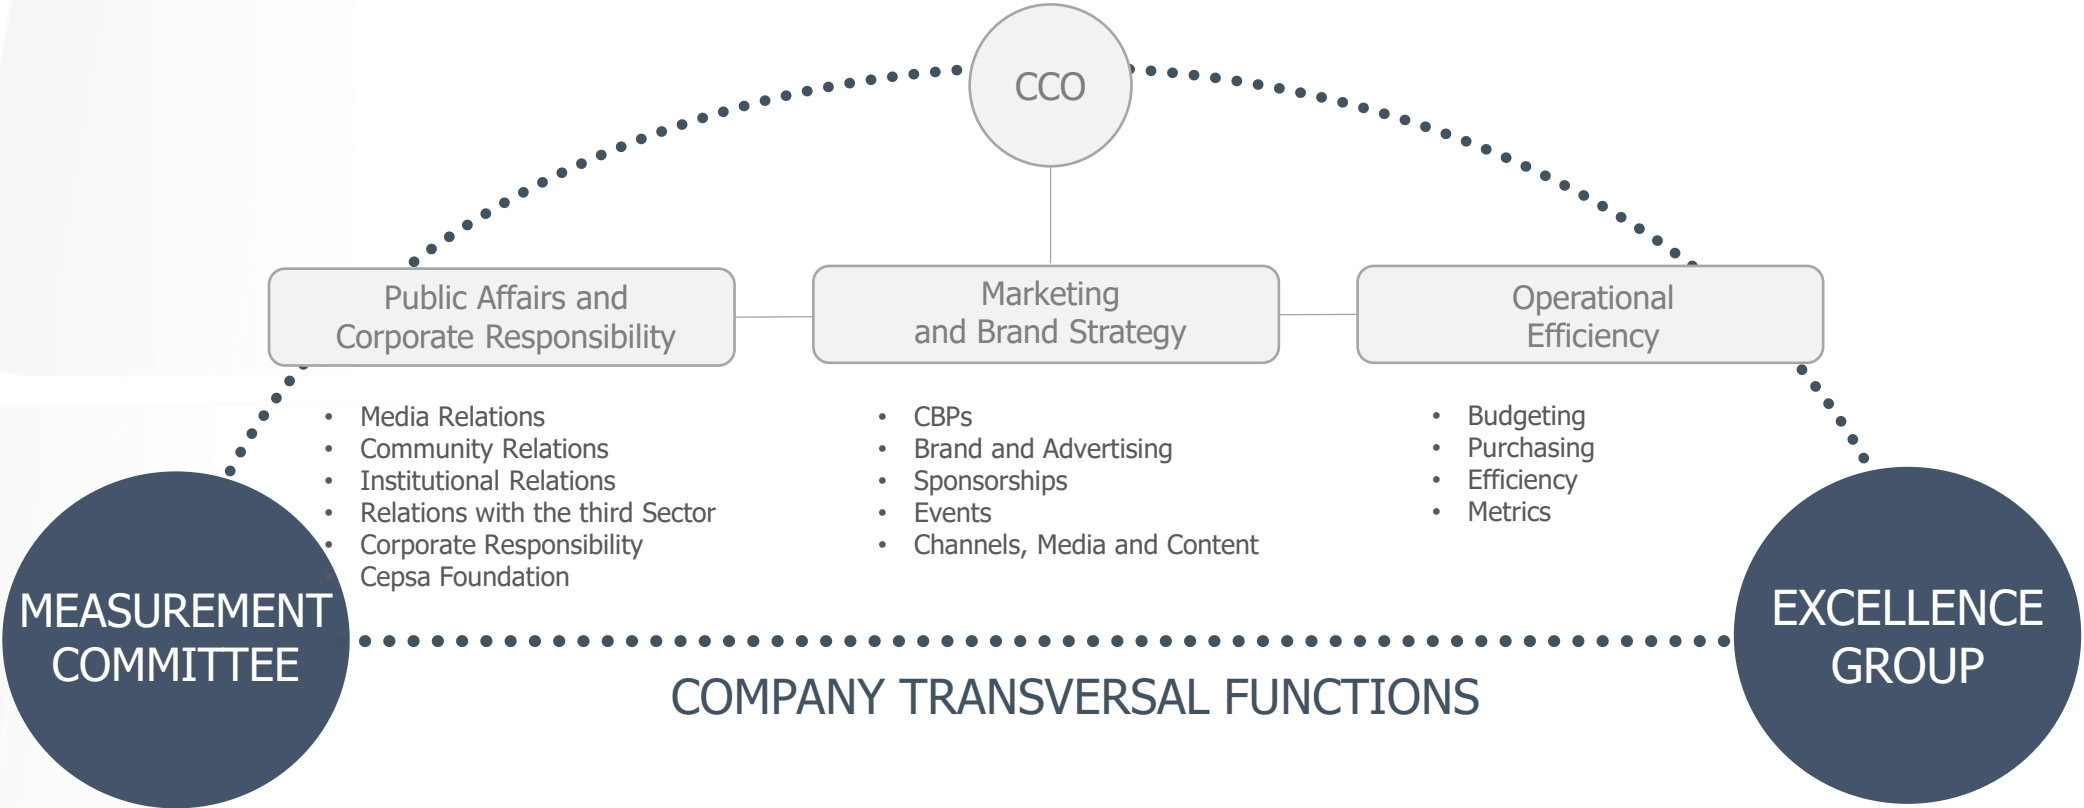 CCO
Public Affairs and
Corporate Responsibility
Marketing
and Brand Strategy
Operational
Efficiency
• Media Relations
• Community Relations
• Institutional Relations
• Relations with the third Sector
• Corporate Responsibility
• Cepsa Foundation
• CBPs
• Brand and Advertising
• Sponsorships
• Events
• Channels, Media and Content
• Budgeting
• Purchasing
• Efficiency
• Metrics
MEASUREMENT
COMMITTEE
EXCELLENCE
GROUP
COMPANY TRANSVERSAL FUNCTIONS